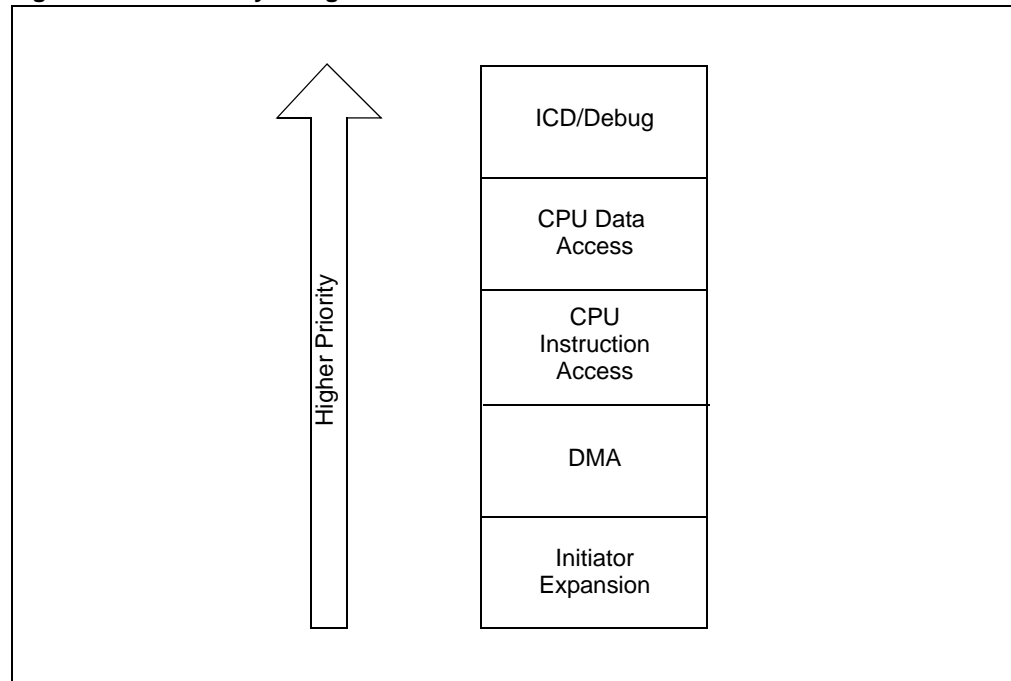 Higher Priority
ICD/Debug
CPU Data
Access
CPU
Instruction
Access
DMA
Initiator
Expansion